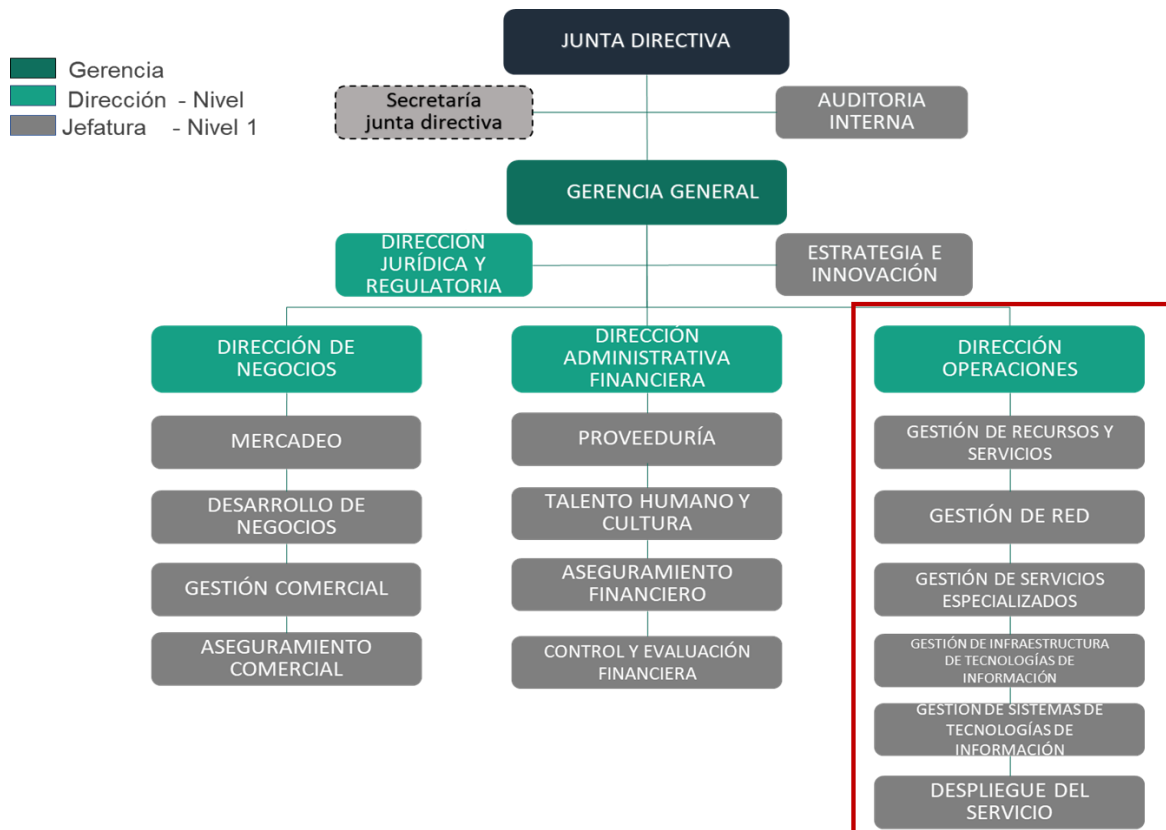 JUNTA DIRECTIVA
Gerencia
Dirección - Nivel
Jefatura - Nivel 1
Secretaría
junta directiva
AUDITORIA
INTERNA
GERENCIA GENERAL
DIRECCIÓN
JURÍDICA Y
REGULATORIA
ESTRATEGIA E
INNOVACIÓN
DIRECCIÓN DE
NEGOCIOS
MERCADEO
DESARROLLO DE
NEGOCIOS
GESTIÓN COMERCIAL
ASEGURAMIENTO
COMERCIAL
DIRECCIÓN
ADMINISTRATIVA
FINANCIERA
PROVEEDURÍA
TALENTO HUMANO Y
CULTURA
ASEGURAMIENTO
FINANCIERO
CONTROL Y EVALUACIÓN
FINANCIERA
DIRECCIÓN
OPERACIONES
GESTIÓN DE RECURSOS Y
SERVICIOS
GESTIÓN DE RED
GESTIÓN DE SERVICIOS
ESPECIALIZADOS
GESTIÓN DE INFRAESTRUCTURA
DE TECNOLOGÍAS DE
INFORMACIÓN
GESTIÓN DE SISTEMAS DE
TECNOLOGÍAS DE
INFORMACIÓN
DESPLIEGUE DEL
SERVICIO